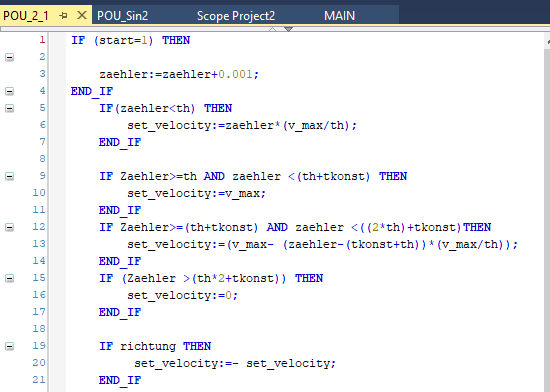 POU_2_1 POU_Sin2 Scope Project2 MAIN
1 IF (start=1) THEN
2
3 zaehler:=zaehler+0.001;
4 END_IF
5 IF(zaehler<th) THEN
6 set_velocity:=zaehler*(v_max/th);
7 END_IF
8
9 IF Zaehler>=th AND zaehler <(th+tkonst) THEN
10 set_velocity:=v_max;
11 END_IF
12 IF Zaehler>=(th+tkonst) AND zaehler <((2*th)+tkonst)THEN
13 set_velocity:=(v_max- (zaehler-(tkonst+th))*(v_max/th));
14 END_IF
15 IF (Zaehler >(th*2+tkonst)) THEN
16 set_velocity:=0;
17 END_IF
18
19 IF richtung THEN
20 set_velocity:=- set_velocity;
21 END_IF